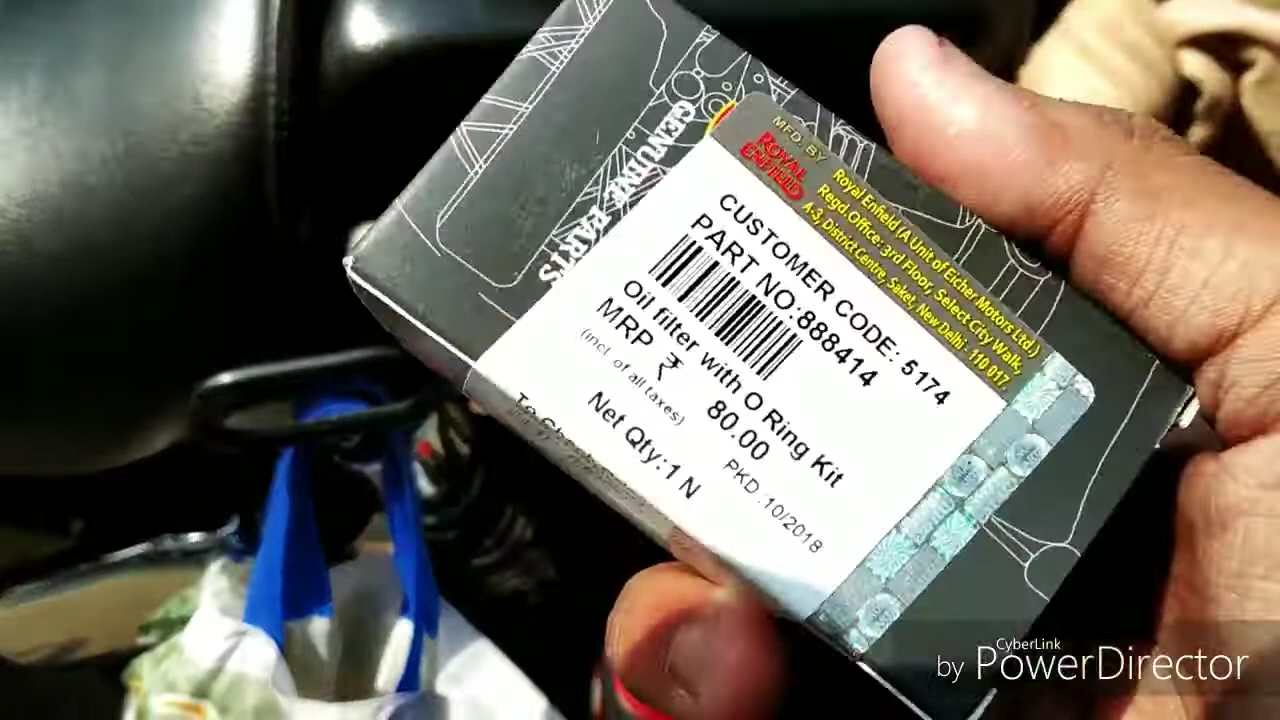 GENUINE PARTS
MFD. BY
ROYAL
ENFIELD
Royal Enfield (A Unit of Eicher Motors Ltd.)
Regd.Office: 3rd Floor, Select City Walk,
A-3, District Centre, Saket, New Delhi - 110 017.
CUSTOMER CODE: 5174
PART NO:888414
Oil filter with O Ring Kit
MRP ₹ 80.00
(incl. of all taxes)
Net Qty:1 N
PKD :10/2018
CyberLink
by PowerDirector